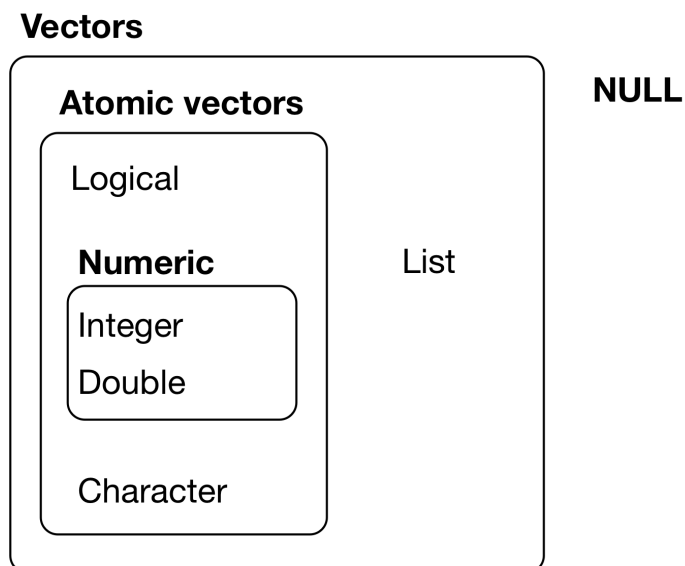 Vectors
NULL
Atomic vectors
Logical
Numeric
List
Integer
Double
Character